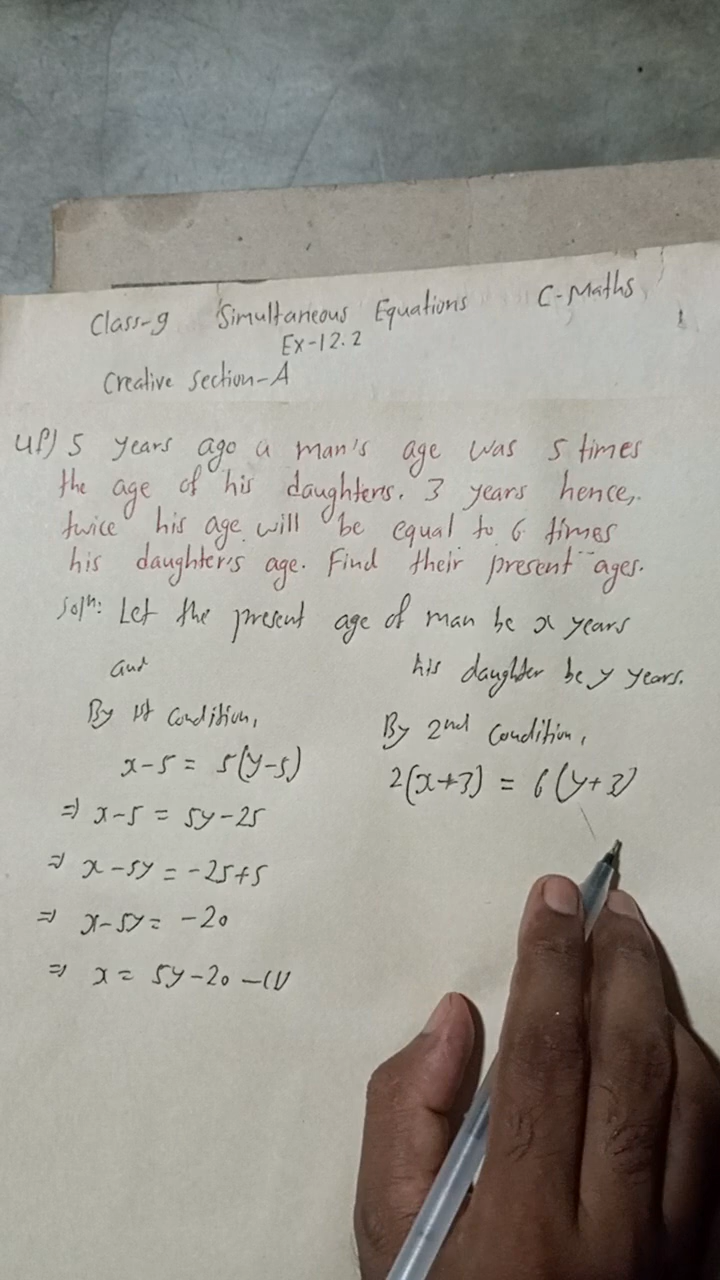 Class-9 Simultaneous Equations C-Maths
Ex-12.2
Creative section-A
4f) 5 years ago a man's age was 5 times
the age of his daughters. 3 years hence,
twice his age will be equal to 6 times
his daughter's age. Find their present ages.
Solⁿ: Let the present age of man be x years
and his daughter be y years.
By 1st Condition,
x-5 = 5(y-5)
⇒ x-5 = 5y-25
⇒ x-5y = -25+5
⇒ x-5y = -20
⇒ x = 5y-20 -(1)
By 2nd Condition,
2(x+3) = 6(y+3)